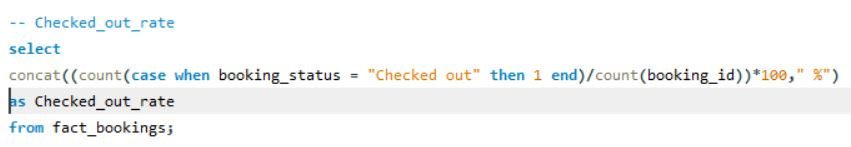 -- Checked_out_rate
select
concat((count(case when booking_status = "Checked out" then 1 end)/count(booking_id))*100," %")
as Checked_out_rate
from fact_bookings;